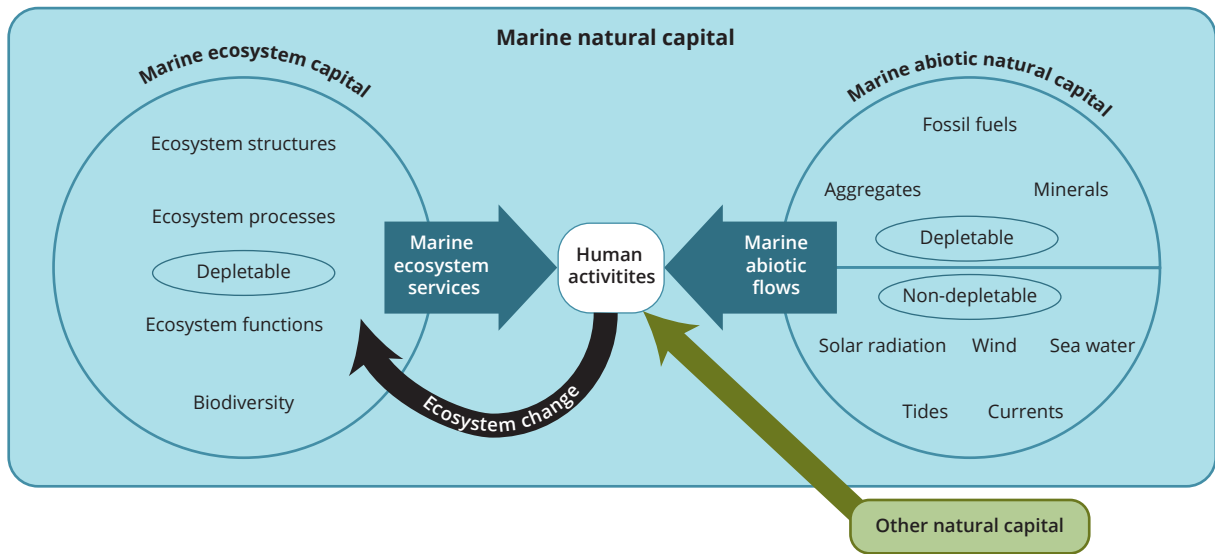 Marine natural capital
Marine ecosystem capital
Ecosystem structures
Ecosystem processes
Depletable
Ecosystem functions
Biodiversity
Marine
ecosystem
services
Human
activitites
Ecosystem change
Marine
abiotic
flows
Marine abiotic natural capital
Fossil fuels
Aggregates Minerals
Depletable
Non-depletable
Solar radiation Wind Sea water
Tides Currents
Other natural capital